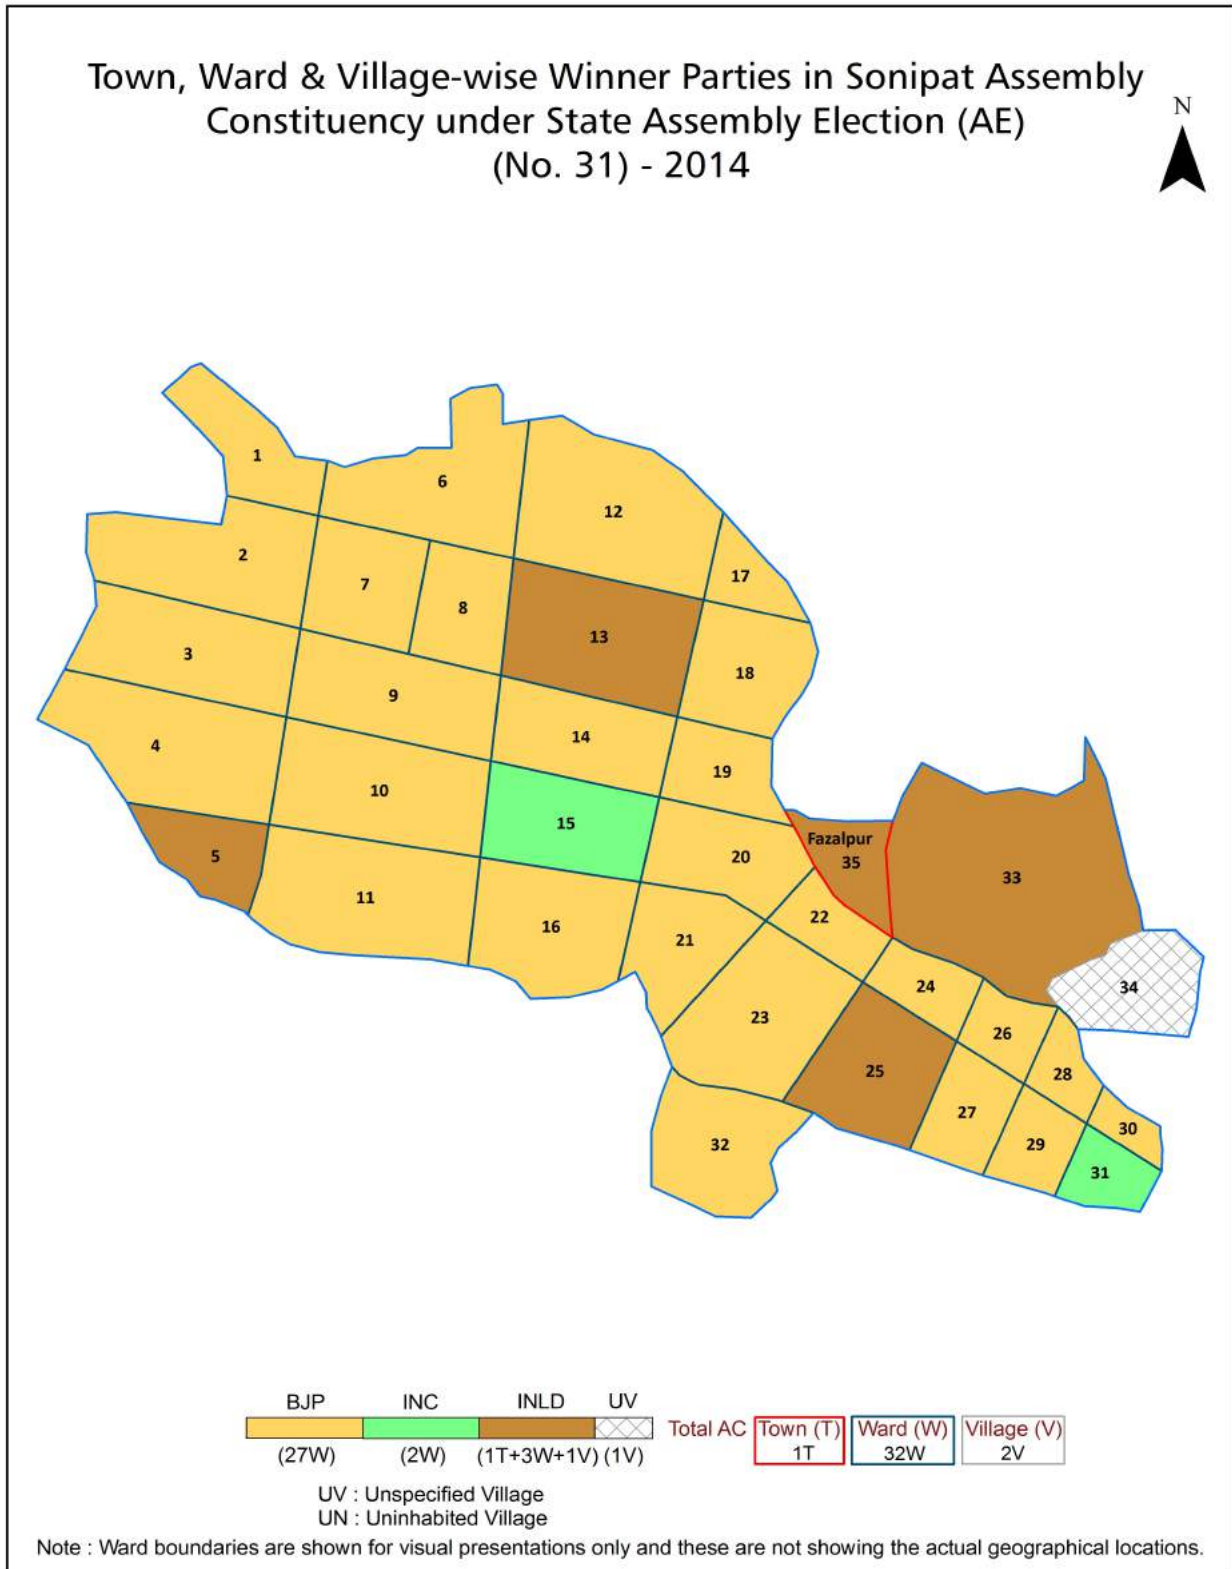 Town, Ward & Village-wise Winner Parties in Sonipat Assembly
Constituency under State Assembly Election (AE)
(No. 31) - 2014
N
1
6
12
2
7
8
17
13
3
9
18
4
14
19
10
15
20
Fazalpur
35
33
5
11
16
22
21
24
34
23
26
25
28
27
30
32
29
31
BJP INC INLD UV
(27W) (2W) (1T+3W+1V) (1V)
Total AC Town (T) Ward (W) Village (V)
1T 32W 2V
UV : Unspecified Village
UN : Uninhabited Village
Note : Ward boundaries are shown for visual presentations only and these are not showing the actual geographical locations.